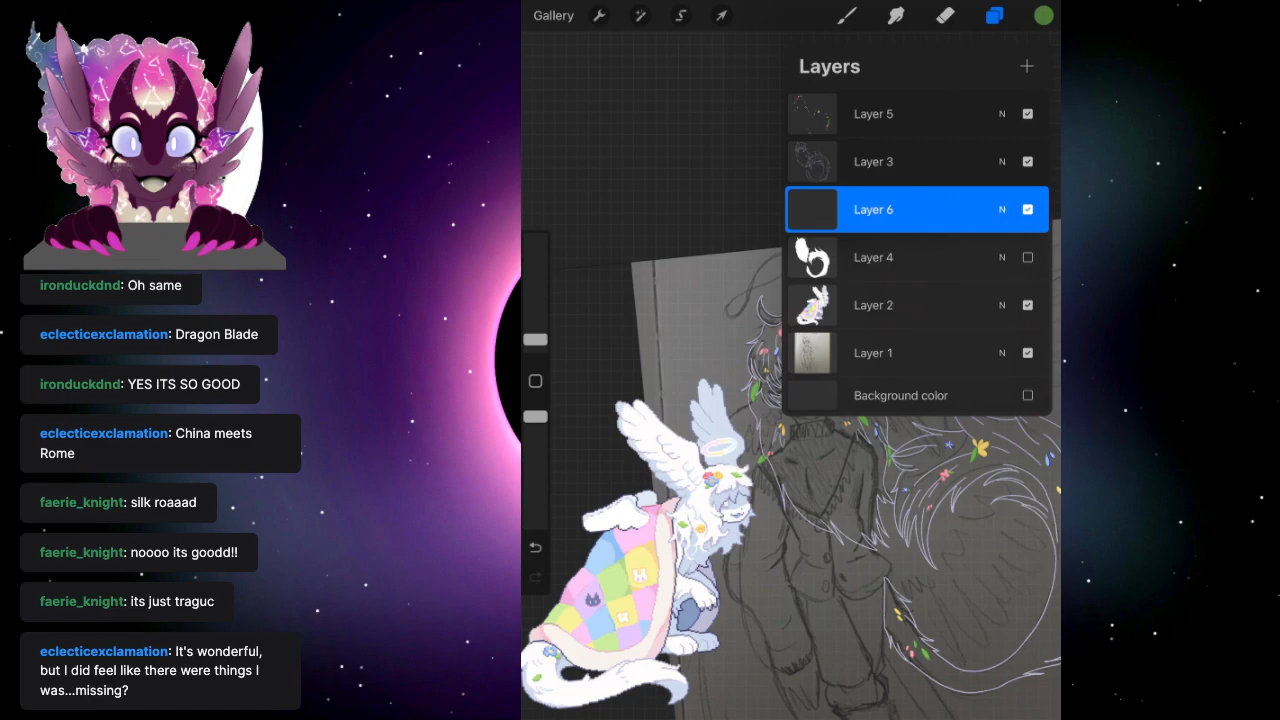 Gallery
Layers
Layer 5 N
Layer 3 N
Layer 6 N
Layer 4 N
Layer 2 N
Layer 1 N
Background color
ironduckdnd: Oh same
eclecticexclamation: Dragon Blade
ironduckdnd: YES ITS SO GOOD
eclecticexclamation: China meets
Rome
faerie_knight: silk roaaad
faerie_knight: noooo its goodd!!
faerie_knight: its just traguc
eclecticexclamation: It's wonderful,
but I did feel like there were things I
was...missing?